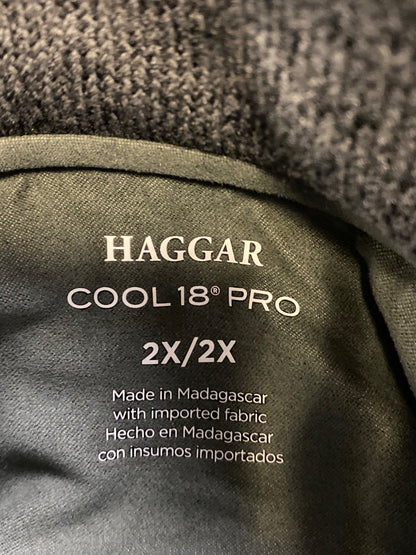 HAGGAR
COOL 18® PRO
2X/2X
Made in Madagascar
with imported fabric
Hecho en Madagascar
con insumos importados